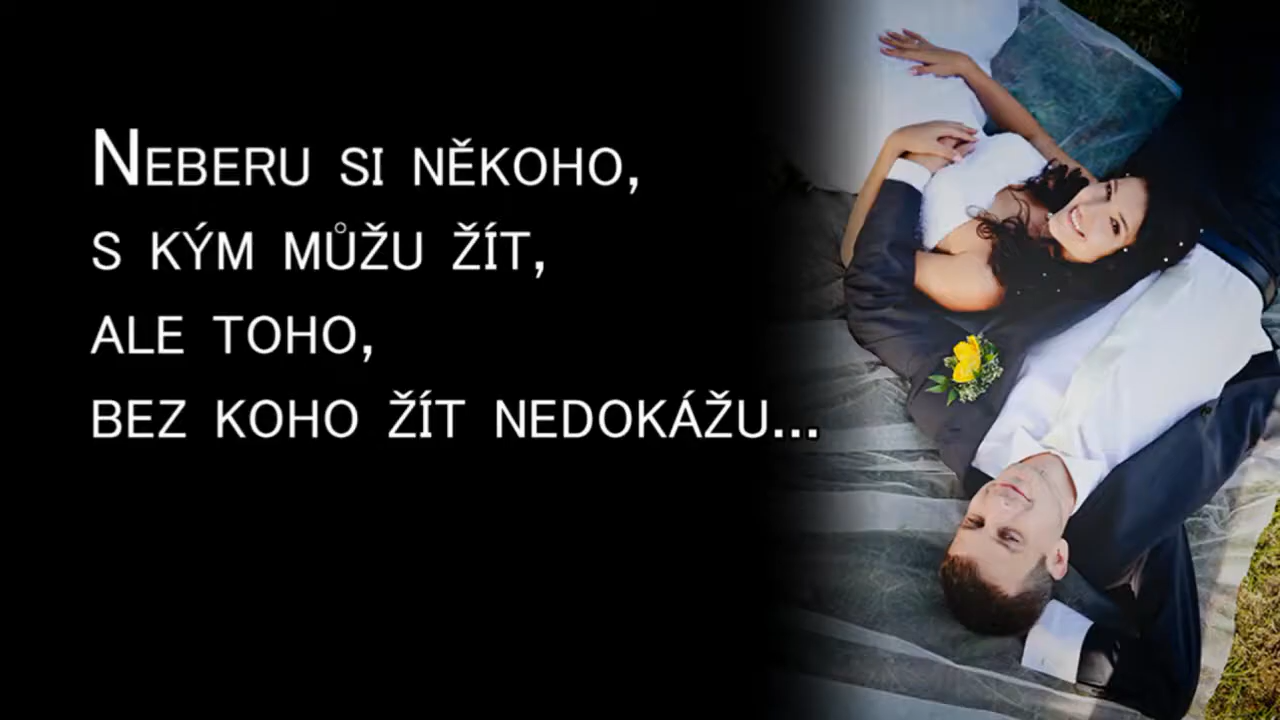 Neberu si někoho,
s kým můžu žít,
ale toho,
bez koho žít nedokážu...